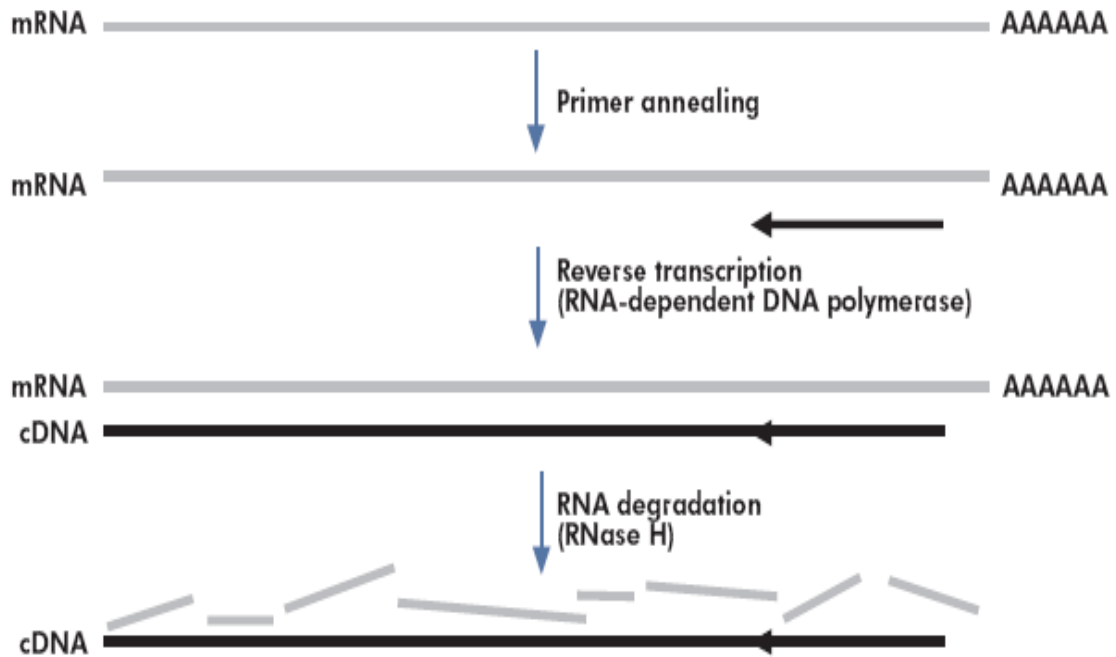 mRNA AAAAAA
Primer annealing
mRNA AAAAAA
Reverse transcription
(RNA-dependent DNA polymerase)
mRNA AAAAAA
cDNA
RNA degradation
(RNase H)
cDNA